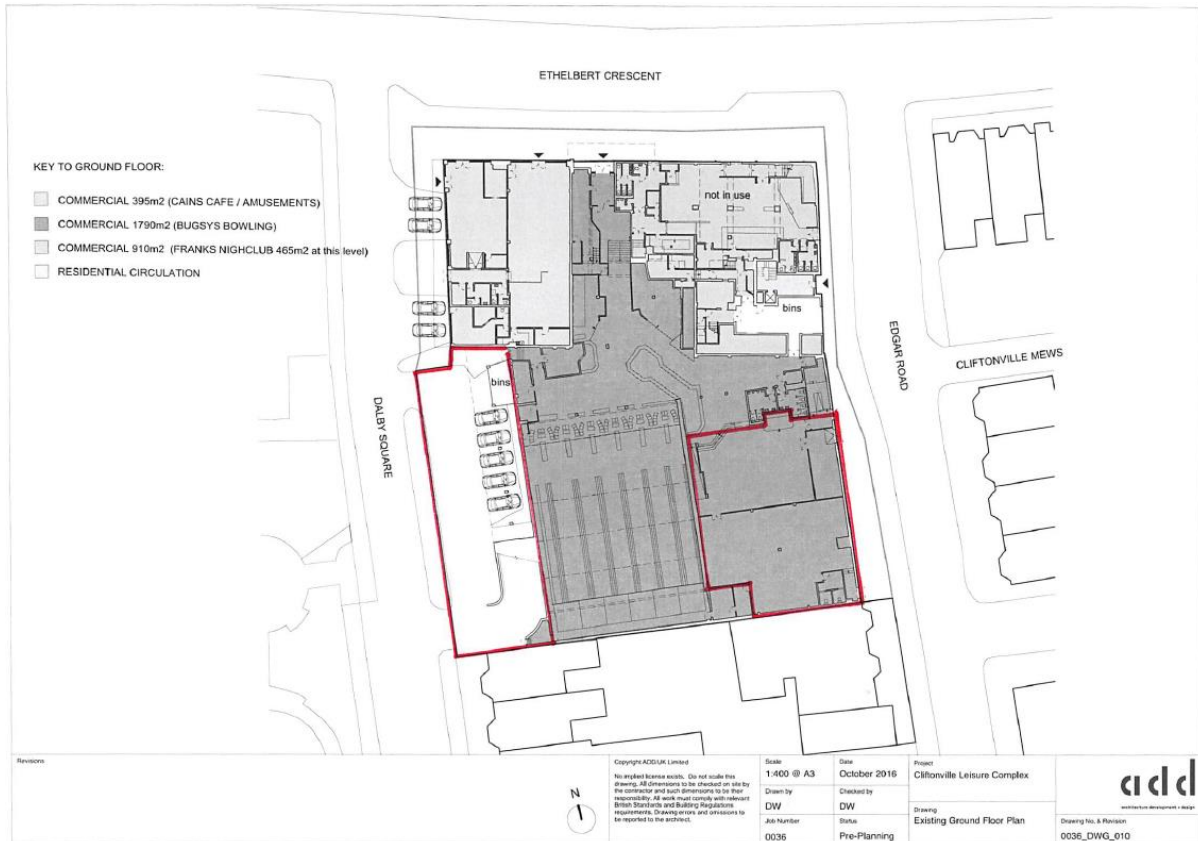 ETHELBERT CRESCENT
KEY TO GROUND FLOOR:
COMMERCIAL 395m2 (CAINS CAFE / AMUSEMENTS)
COMMERCIAL 1790m2 (BUGSYS BOWLING)
COMMERCIAL 910m2 (FRANKS NIGHCLUB 465m2 at this level)
RESIDENTIAL CIRCULATION
not in use
bins
EDGAR ROAD
CLIFTONVILLE MEWS
DALBY SQUARE
bins
Revisions
N
Copyright ADD/UK Limited
No implied license exists. Do not scale this
drawing. All dimensions to be checked on site by
the contractor and such dimensions to be their
responsibility. All work must comply with relevant
British Standards and Building Regulations
requirements. Drawing errors and omissions to
be reported to the architect.
Scale
1:400 @ A3
Date
October 2016
Drawn by
DW
Checked by
DW
Job Number
0036
Status
Pre-Planning
Project
Cliftonville Leisure Complex
Drawing
Existing Ground Floor Plan
add
architecture development + design
Drawing No. & Revision
0036_DWG_010